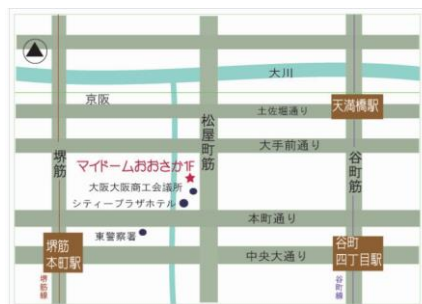 大川
京阪
土佐堀通り
天満橋駅
松屋町筋
大手前通り
堺筋
谷町筋
マイドームおおさか1F
大阪大阪商工会議所
シティープラザホテル
本町通り
東警察署
堺筋
本町駅
中央大通り
谷町
四丁目駅
堺筋線
谷町線